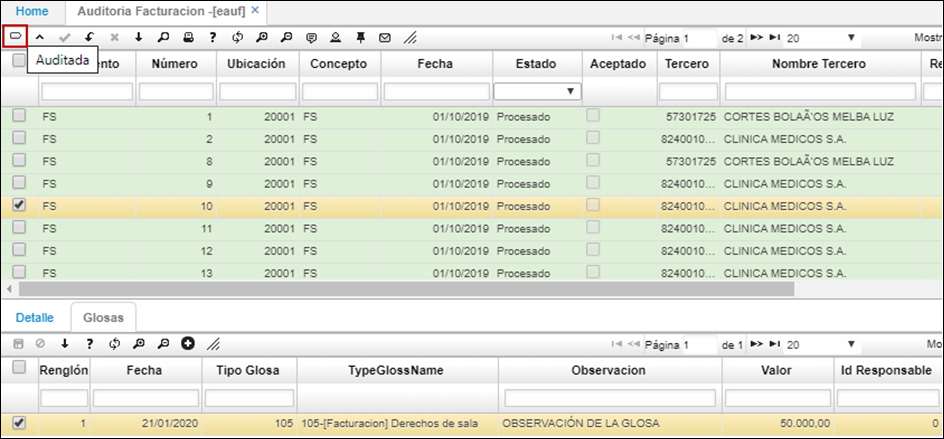 Home Auditoria Facturacion -[eauf] ×
Página 1 de 2 20 Mostr
Auditada
ento Número Ubicación Concepto Fecha Estado Aceptado Tercero Nombre Tercero Re
FS 1 20001 FS 01/10/2019 Procesado 57301725 CORTES BOLAÃ'OS MELBA LUZ
FS 2 20001 FS 01/10/2019 Procesado 8240010... CLINICA MEDICOS S.A.
FS 8 20001 FS 01/10/2019 Procesado 57301725 CORTES BOLAÃ'OS MELBA LUZ
FS 9 20001 FS 01/10/2019 Procesado 8240010... CLINICA MEDICOS S.A.
FS 10 20001 FS 01/10/2019 Procesado 8240010... CLINICA MEDICOS S.A.
FS 11 20001 FS 01/10/2019 Procesado 8240010... CLINICA MEDICOS S.A.
FS 12 20001 FS 01/10/2019 Procesado 8240010... CLINICA MEDICOS S.A.
FS 13 20001 FS 01/10/2019 Procesado 8240010... CLINICA MEDICOS S.A.
Detalle Glosas
Página 1 de 1 20 Mo
Renglón Fecha Tipo Glosa TypeGlossName Observacion Valor Id Responsable
1 21/01/2020 105 105-[Facturacion] Derechos de sala OBSERVACIÓN DE LA GLOSA 50.000,00 0